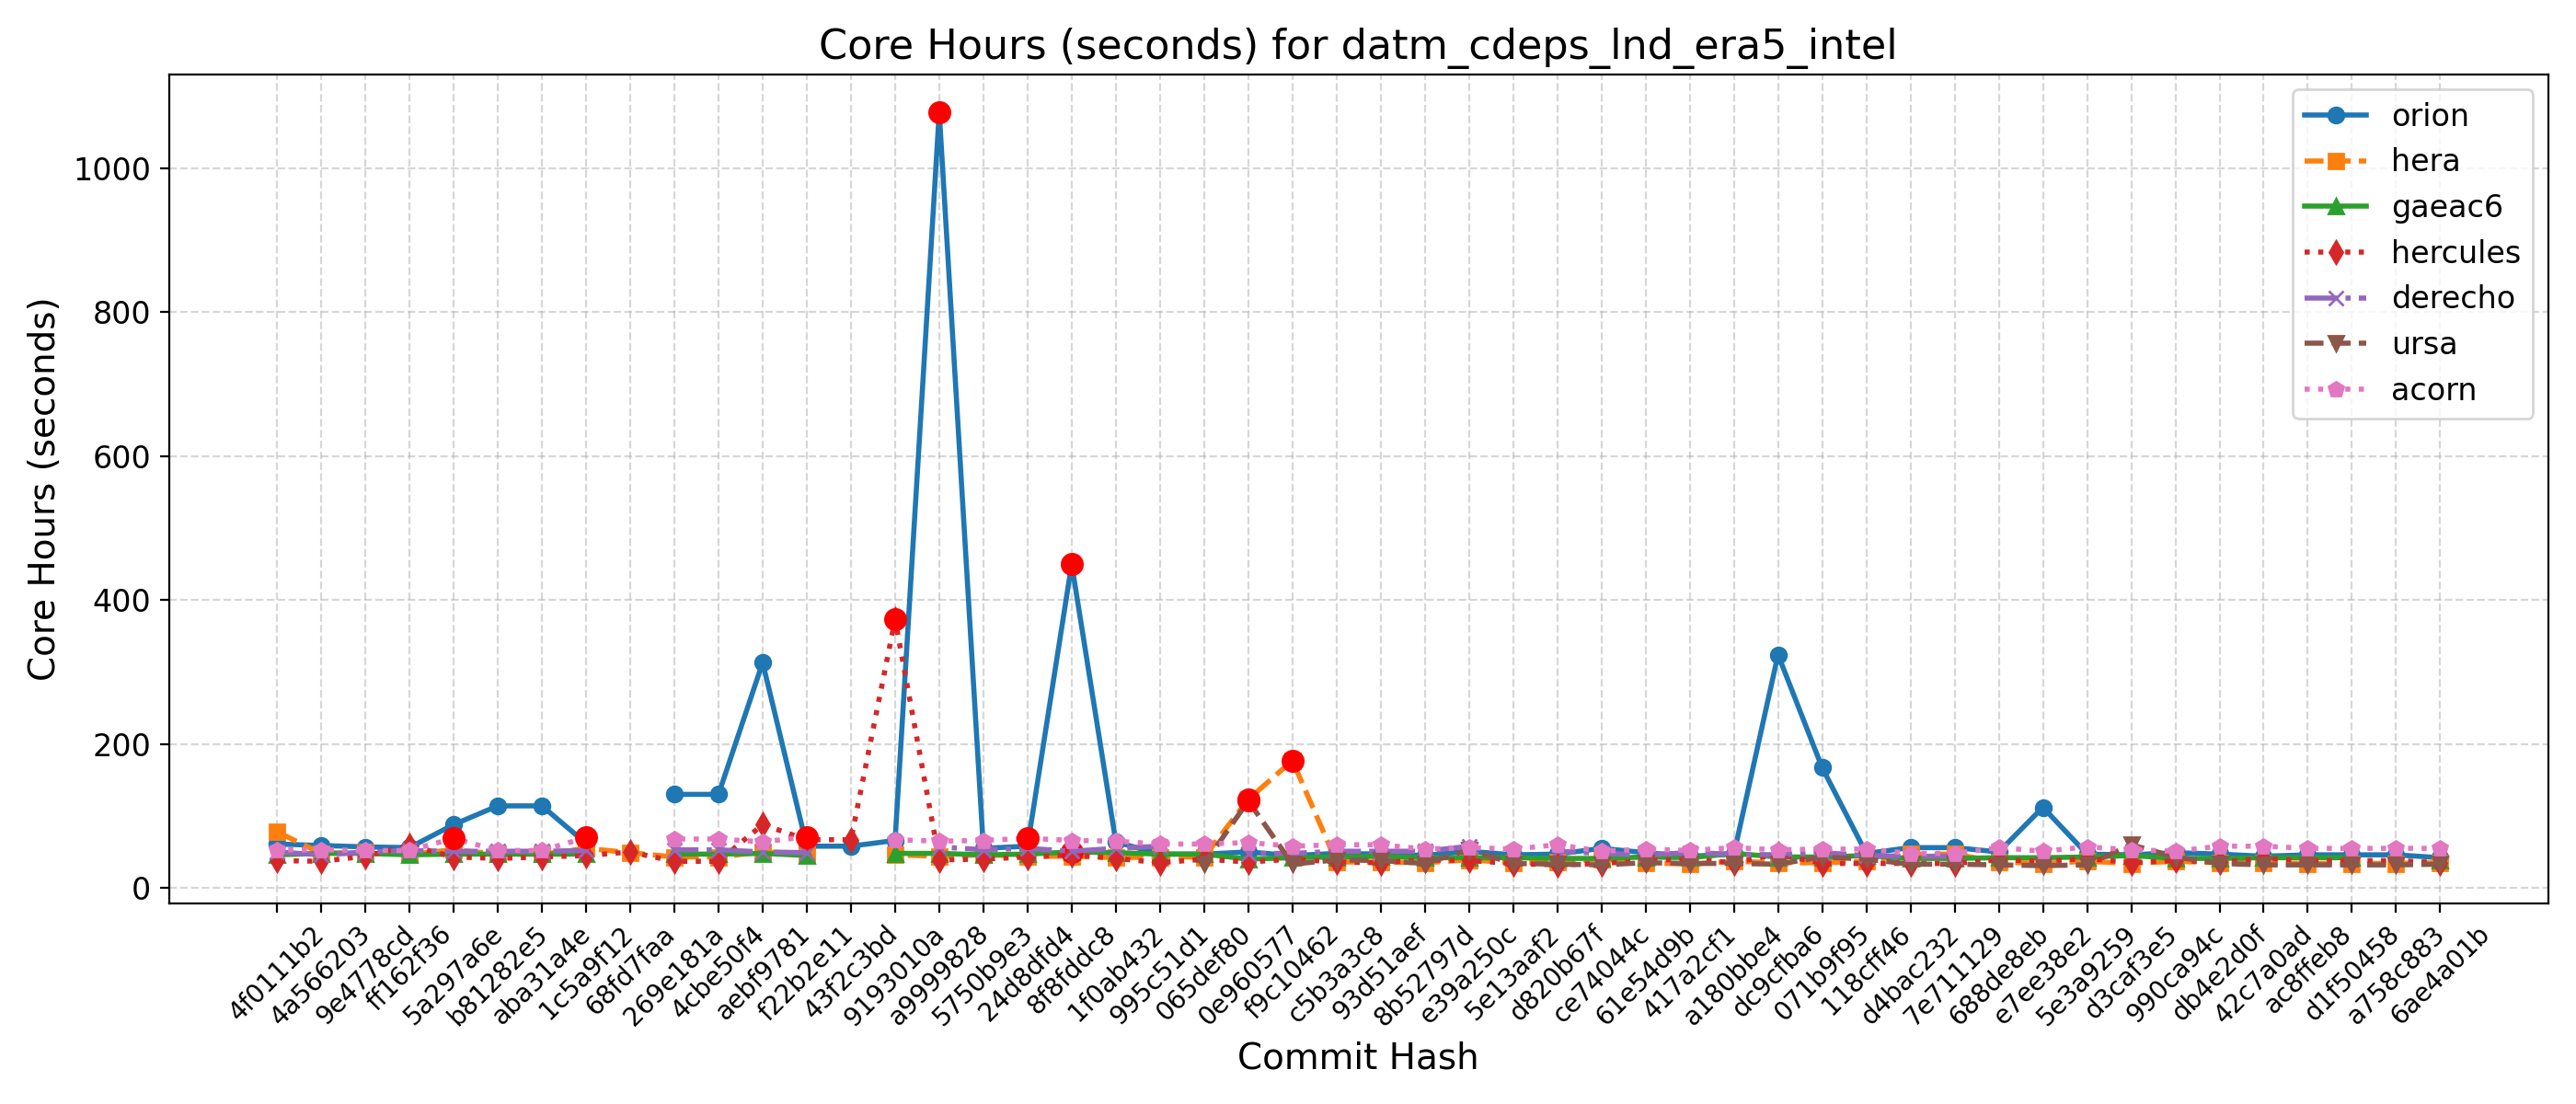 Core Hours (seconds) for datm_cdeps_lnd_era5_intel
Core Hours (seconds)
1000
800
600
400
200
0
orion
hera
gaeac6
hercules
derecho
ursa
acorn
4f0111b2
4a566203
9e4778cd
ff162f36
5a297a6e
b81282e5
aba31a4e
1c5a9f12
68fd7faa
269e181a
4cbe50f4
aebf9781
f22b2e11
43f2c3bd
9193010a
a9999828
5750b9e3
24d8dfd4
8f8fddc8
1f0ab432
995c51d1
065def80
0e960577
f9c10462
c5b3a3c8
93d51aef
8b52797d
e39a250c
5e13aaf2
d820b67f
ce74044c
61e54d9b
417a2cf1
a180bbe4
dc9cfba6
071b9f95
118cff46
d4bac232
7e711129
688de8eb
e7ee38e2
5e3a9259
d3caf3e5
990ca94c
db4e2d0f
42c7a0ad
ac8ffeb8
d1f50458
a758c883
6ae4a01b
Commit Hash